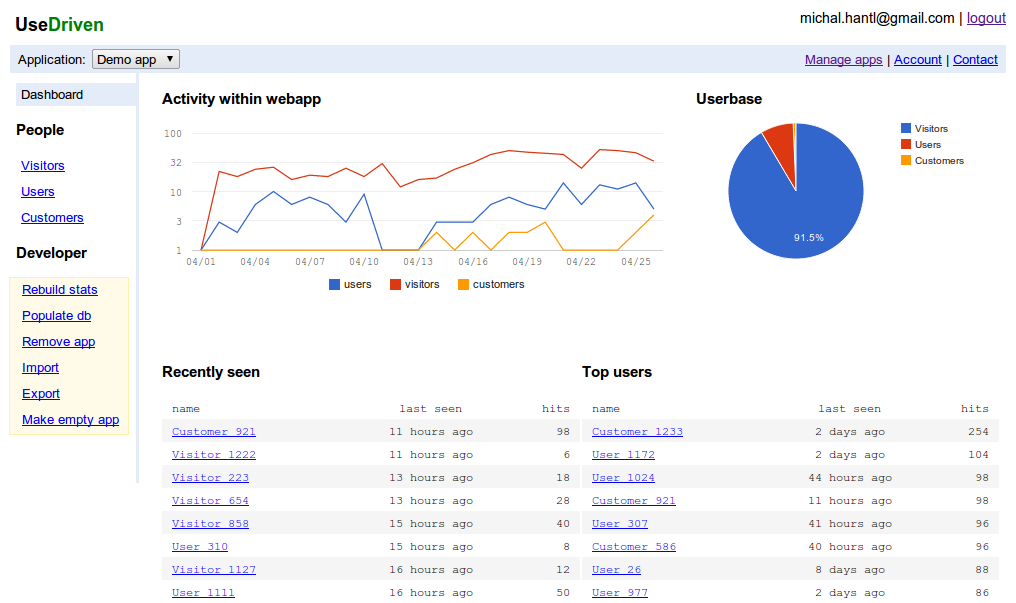 UseDriven
michal.hantl@gmail.com | logout
Application: Demo app
Manage apps | Account | Contact
Dashboard
People
Visitors
Users
Customers
Developer
Rebuild stats
Populate db
Remove app
Import
Export
Make empty app
Activity within webapp
100
32
10
3
1
04/01 04/04 04/07 04/10 04/13 04/16 04/19 04/22 04/25
users visitors customers
Userbase
Visitors
Users
Customers
91.5%
Recently seen
name last seen hits
Customer 921 11 hours ago 98
Visitor 1222 11 hours ago 6
Visitor 223 13 hours ago 18
Visitor 654 13 hours ago 28
Visitor 858 15 hours ago 40
User 310 15 hours ago 8
Visitor 1127 16 hours ago 12
User 1111 16 hours ago 50
Top users
name last seen hits
Customer 1233 2 days ago 254
User 1172 2 days ago 104
User 1024 44 hours ago 98
Customer 921 11 hours ago 98
User 307 41 hours ago 96
Customer 586 40 hours ago 96
User 26 8 days ago 88
User 977 2 days ago 86